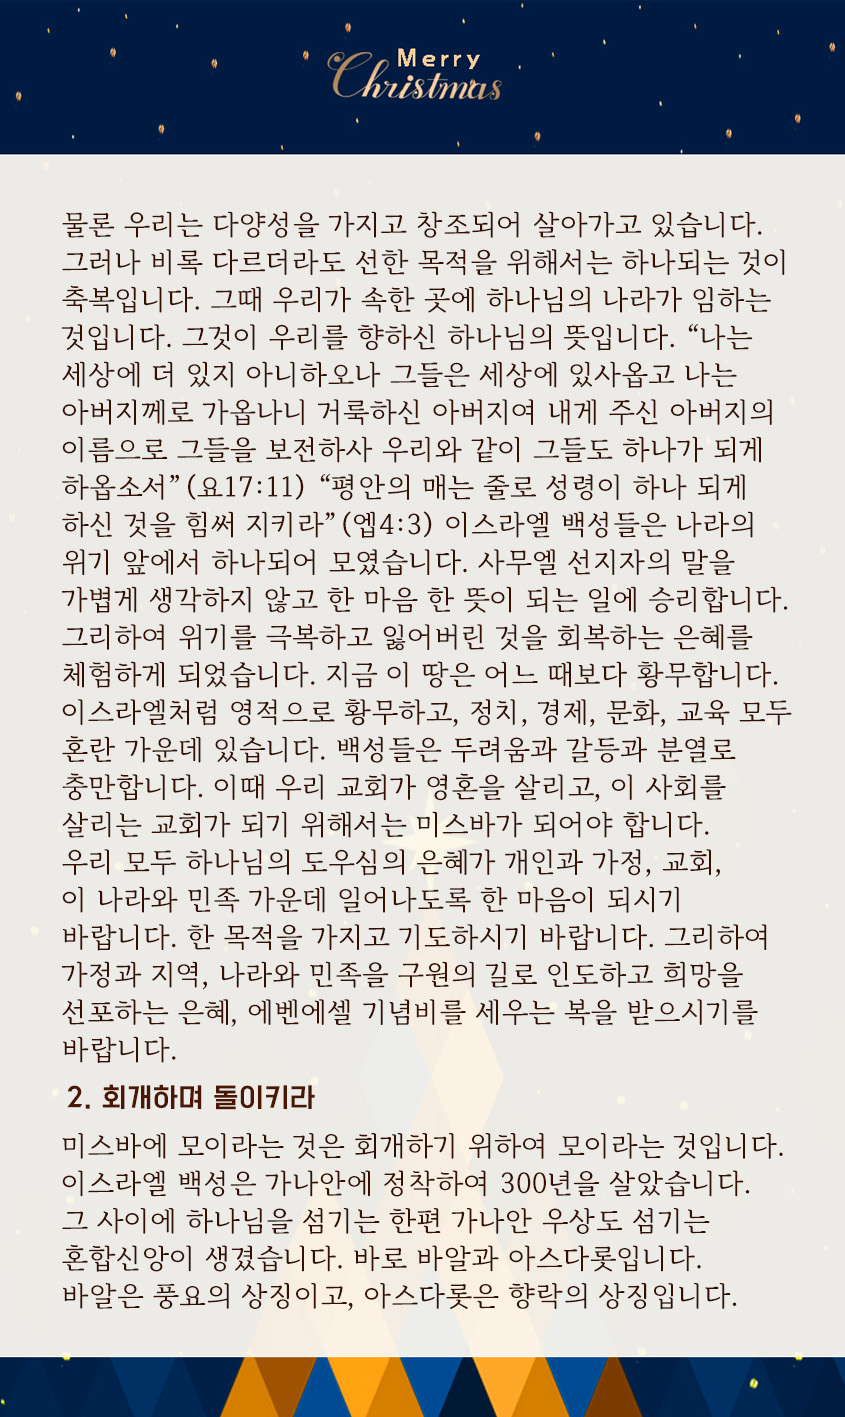 Merry
Christmas
물론 우리는 다양성을 가지고 창조되어 살아가고 있습니다.
그러나 비록 다르더라도 선한 목적을 위해서는 하나되는 것이
축복입니다. 그때 우리가 속한 곳에 하나님의 나라가 임하는
것입니다. 그것이 우리를 향하신 하나님의 뜻입니다. “나는
세상에 더 있지 아니하오나 그들은 세상에 있사옵고 나는
아버지께로 가옵나니 거룩하신 아버지여 내게 주신 아버지의
이름으로 그들을 보전하사 우리와 같이 그들도 하나가 되게
하옵소서”(요17:11) “평안의 매는 줄로 성령이 하나 되게
하신 것을 힘써 지키라”(엡4:3) 이스라엘 백성들은 나라의
위기 앞에서 하나되어 모였습니다. 사무엘 선지자의 말을
가볍게 생각하지 않고 한 마음 한 뜻이 되는 일에 승리합니다.
그리하여 위기를 극복하고 잃어버린 것을 회복하는 은혜를
체험하게 되었습니다. 지금 이 땅은 어느 때보다 황무합니다.
이스라엘처럼 영적으로 황무하고, 정치, 경제, 문화, 교육 모두
혼란 가운데 있습니다. 백성들은 두려움과 갈등과 분열로
충만합니다. 이때 우리 교회가 영혼을 살리고, 이 사회를
살리는 교회가 되기 위해서는 미스바가 되어야 합니다.
우리 모두 하나님의 도우심의 은혜가 개인과 가정, 교회,
이 나라와 민족 가운데 일어나도록 한 마음이 되시기
바랍니다. 한 목적을 가지고 기도하시기 바랍니다. 그리하여
가정과 지역, 나라와 민족을 구원의 길로 인도하고 희망을
선포하는 은혜, 에벤에셀 기념비를 세우는 복을 받으시기를
바랍니다.
2. 회개하며 돌이키라
미스바에 모이라는 것은 회개하기 위하여 모이라는 것입니다.
이스라엘 백성은 가나안에 정착하여 300년을 살았습니다.
그 사이에 하나님을 섬기는 한편 가나안 우상도 섬기는
혼합신앙이 생겼습니다. 바로 바알과 아스다롯입니다.
바알은 풍요의 상징이고, 아스다롯은 향락의 상징입니다.